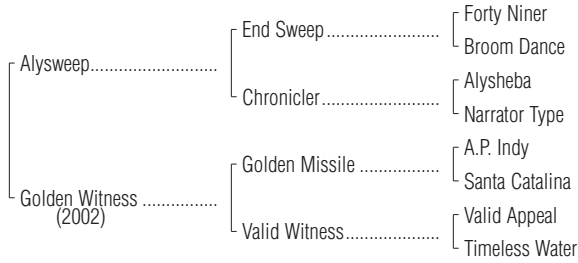 Forty Niner
End Sweep
Broom Dance
Alysweep
Alysheba
Chronicler
Narrator Type
A.P. Indy
Golden Missile
Santa Catalina
Golden Witness
(2002)
Valid Appeal
Valid Witness
Timeless Water